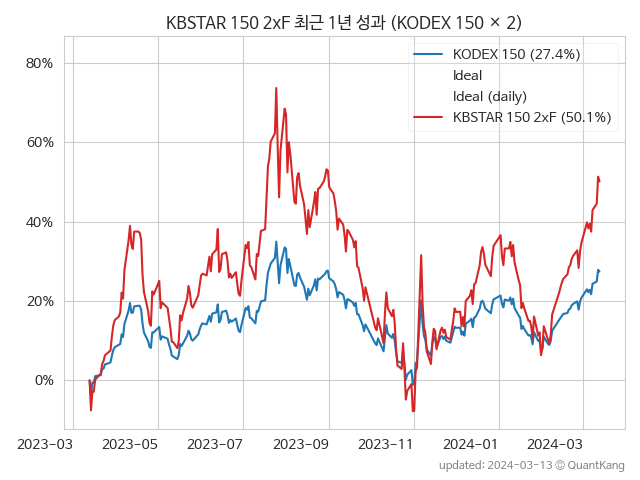 KBSTAR 150 2xF 최근 1년 성과 (KODEX 150 × 2)
KODEX 150 (27.4%)
Ideal
Ideal (daily)
KBSTAR 150 2xF (50.1%)
80%
60%
40%
20%
0%
2023-03 2023-05 2023-07 2023-09 2023-11 2024-01 2024-03
updated: 2024-03-13 © QuantKang